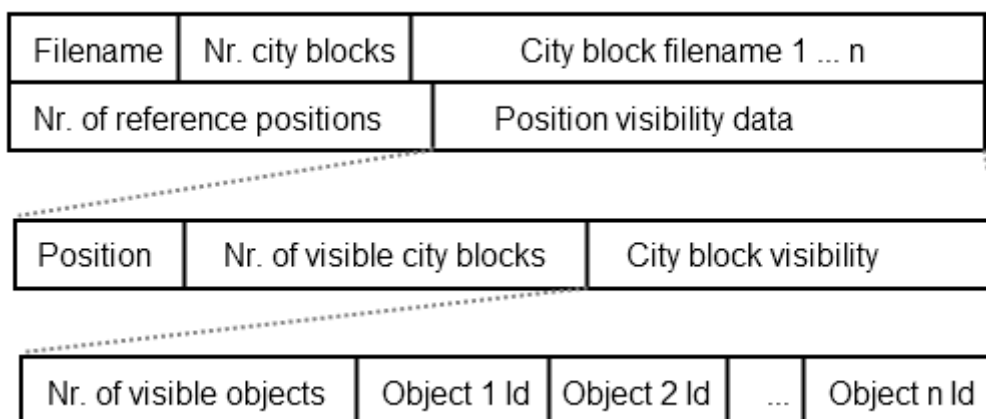 Filename Nr. city blocks City block filename 1 ... n
Nr. of reference positions Position visibility data
Position Nr. of visible city blocks City block visibility
Nr. of visible objects Object 1 Id Object 2 Id ... Object n Id